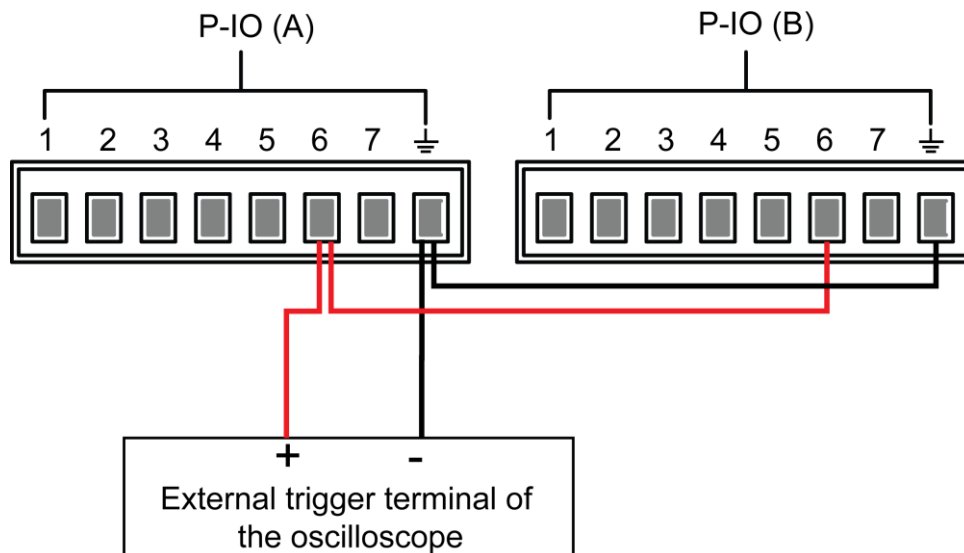 P-IO (A)
P-IO (B)
1 2 3 4 5 6 7
1 2 3 4 5 6 7
+ -
External trigger terminal of
the oscilloscope